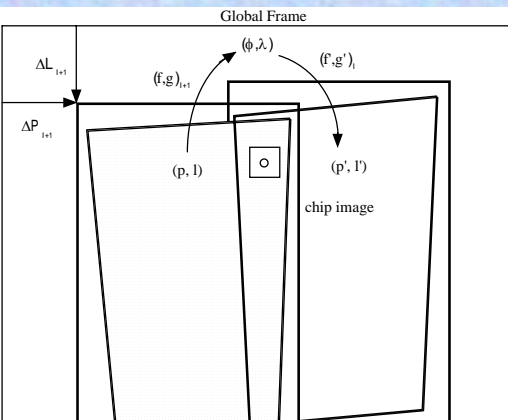 Global Frame
(ϕ,λ)
ΔL I+1
(f,g) I+1
(f',g') I
ΔP I+1
(p, l)
(p', l')
chip image